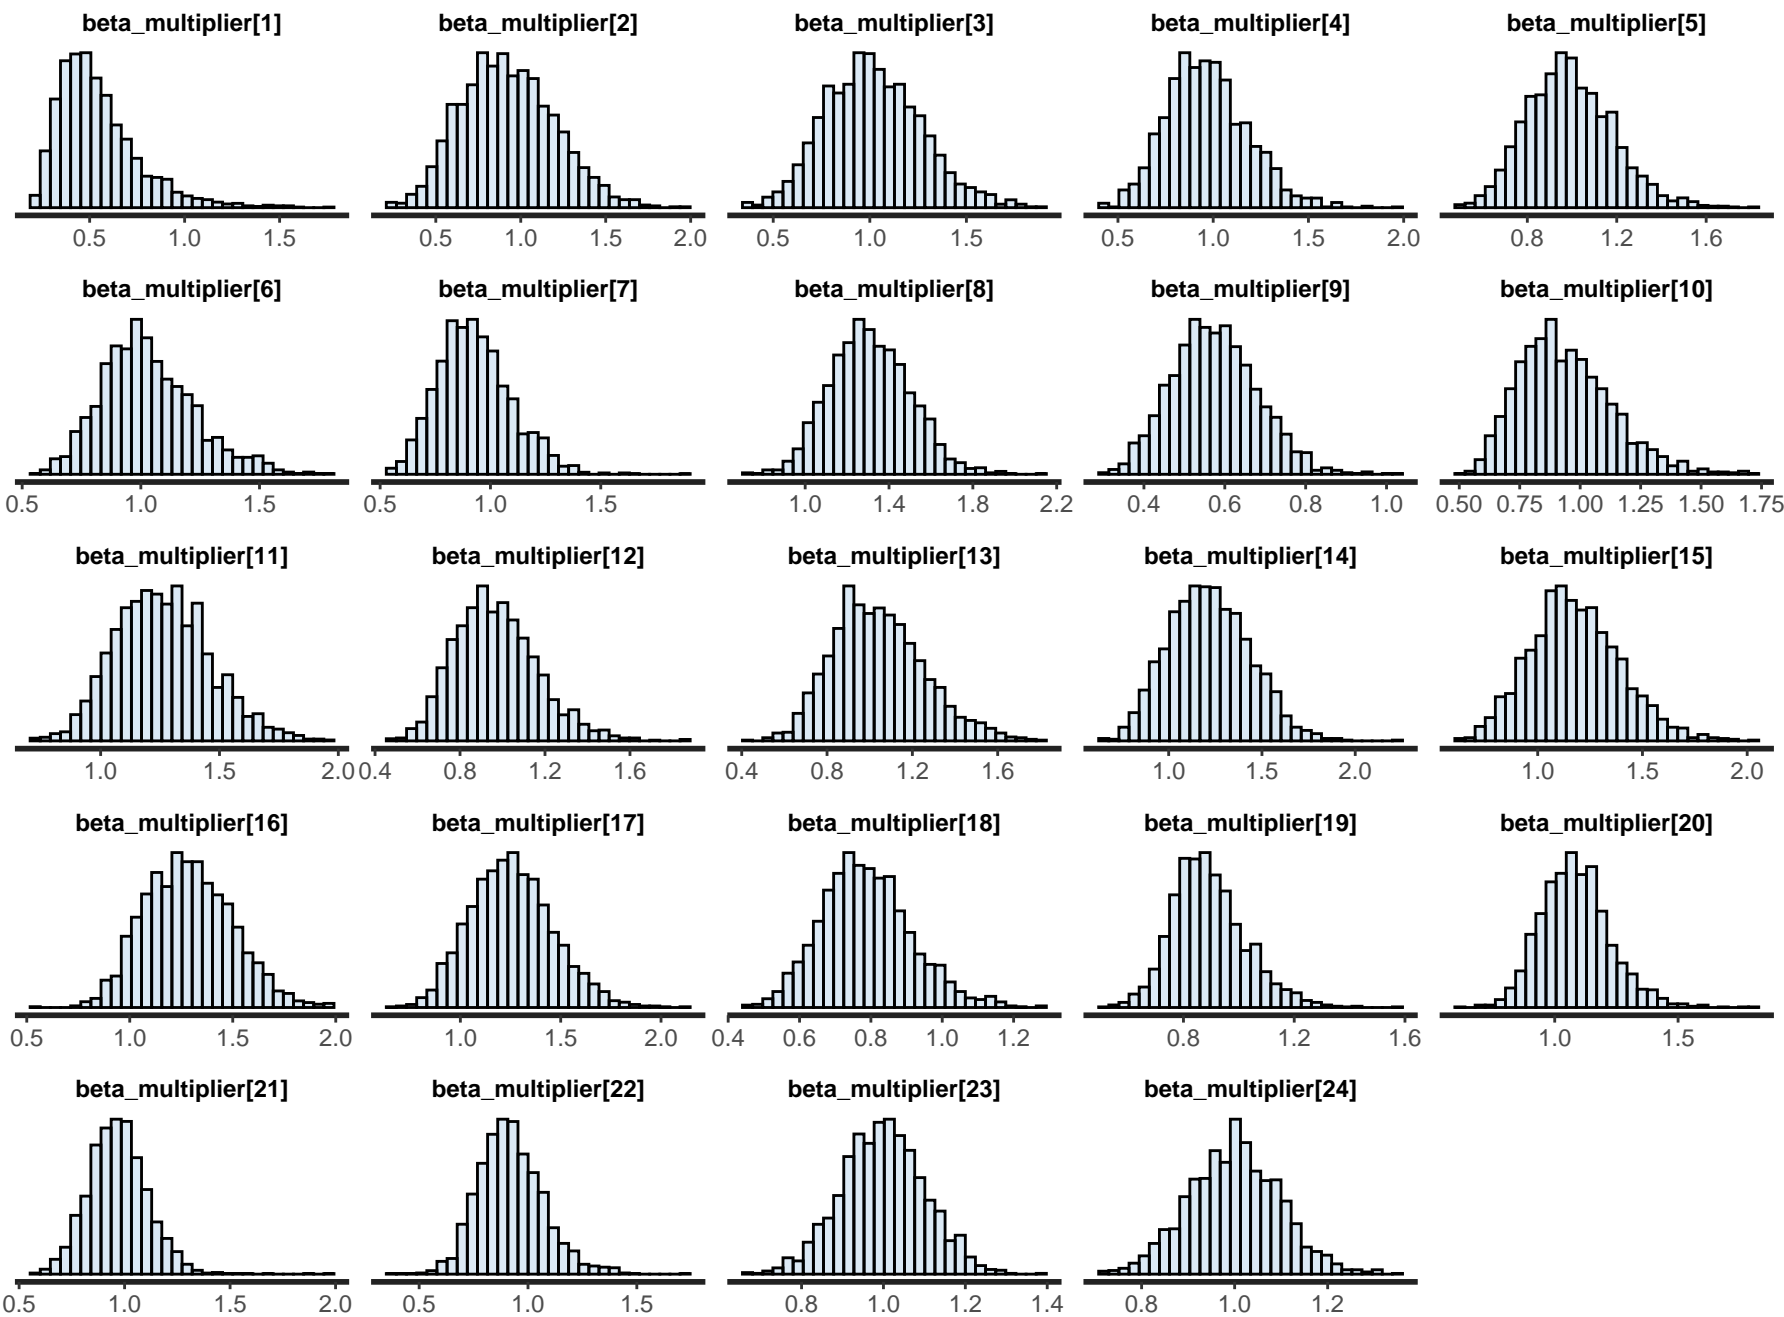 beta_multiplier[1] beta_multiplier[2] beta_multiplier[3] beta_multiplier[4] beta_multiplier[5]
0.5 1.0 1.5 0.5 1.0 1.5 2.0 0.5 1.0 1.5 0.5 1.0 1.5 2.0 0.8 1.2 1.6
beta_multiplier[6] beta_multiplier[7] beta_multiplier[8] beta_multiplier[9] beta_multiplier[10]
0.5 1.0 1.5 0.5 1.0 1.5 1.0 1.4 1.8 2.2 0.4 0.6 0.8 1.0 0.50 0.75 1.00 1.25 1.50 1.75
beta_multiplier[11] beta_multiplier[12] beta_multiplier[13] beta_multiplier[14] beta_multiplier[15]
1.0 1.5 2.0 0.4 0.8 1.2 1.6 0.4 0.8 1.2 1.6 1.0 1.5 2.0 1.0 1.5 2.0
beta_multiplier[16] beta_multiplier[17] beta_multiplier[18] beta_multiplier[19] beta_multiplier[20]
0.5 1.0 1.5 2.0 1.0 1.5 2.0 0.4 0.6 0.8 1.0 1.2 0.8 1.2 1.6 1.0 1.5
beta_multiplier[21] beta_multiplier[22] beta_multiplier[23] beta_multiplier[24]
0.5 1.0 1.5 2.0 0.5 1.0 1.5 0.8 1.0 1.2 1.4 0.8 1.0 1.2